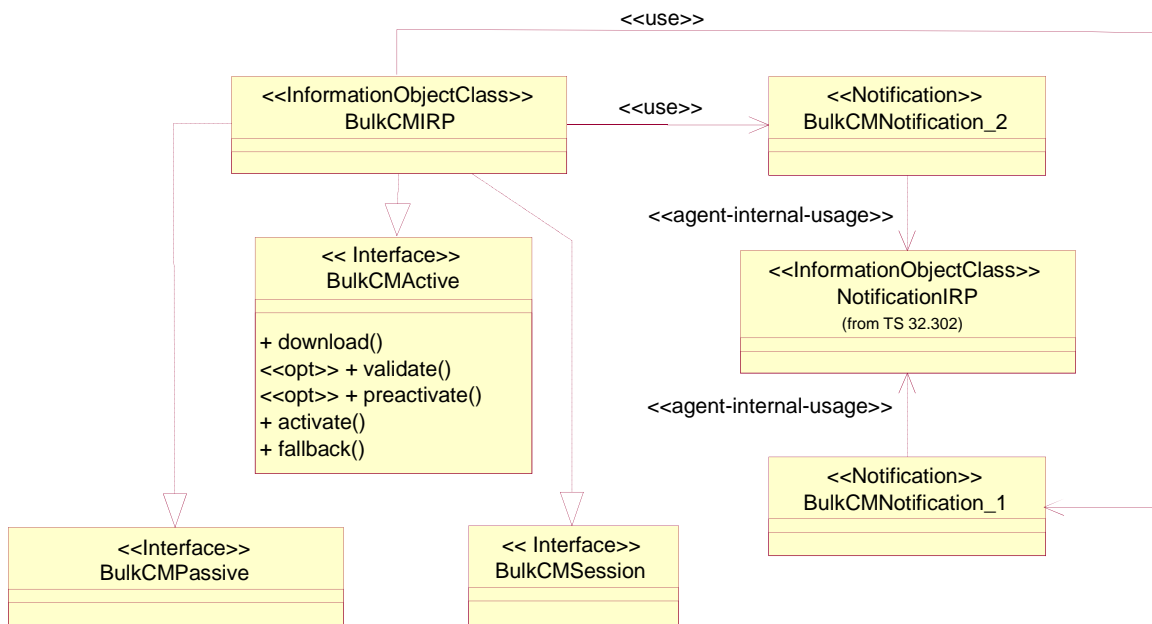 <<use>>
<<InformationObjectClass>>
BulkCMIRP
<<use>>
<<Notification>>
BulkCMNotification_2
<<agent-internal-usage>>
<< Interface>>
BulkCMActive
+ download()
<<opt>> + validate()
<<opt>> + preactivate()
+ activate()
+ fallback()
<<InformationObjectClass>>
NotificationIRP
(from TS 32.302)
<<agent-internal-usage>>
<<Notification>>
BulkCMNotification_1
<<Interface>>
BulkCMPassive
<< Interface>>
BulkCMSession